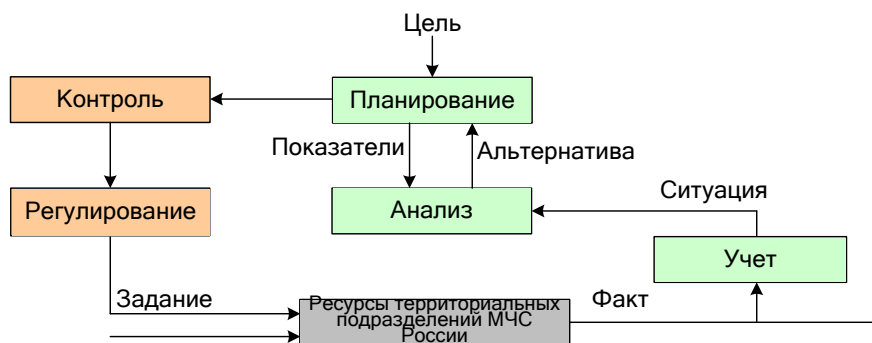 Цель
Контроль
Планирование
Показатели
Альтернатива
Регулирование
Анализ
Ситуация
Учет
Задание
Ресурсы территориальных
подразделений МЧС
России
Факт